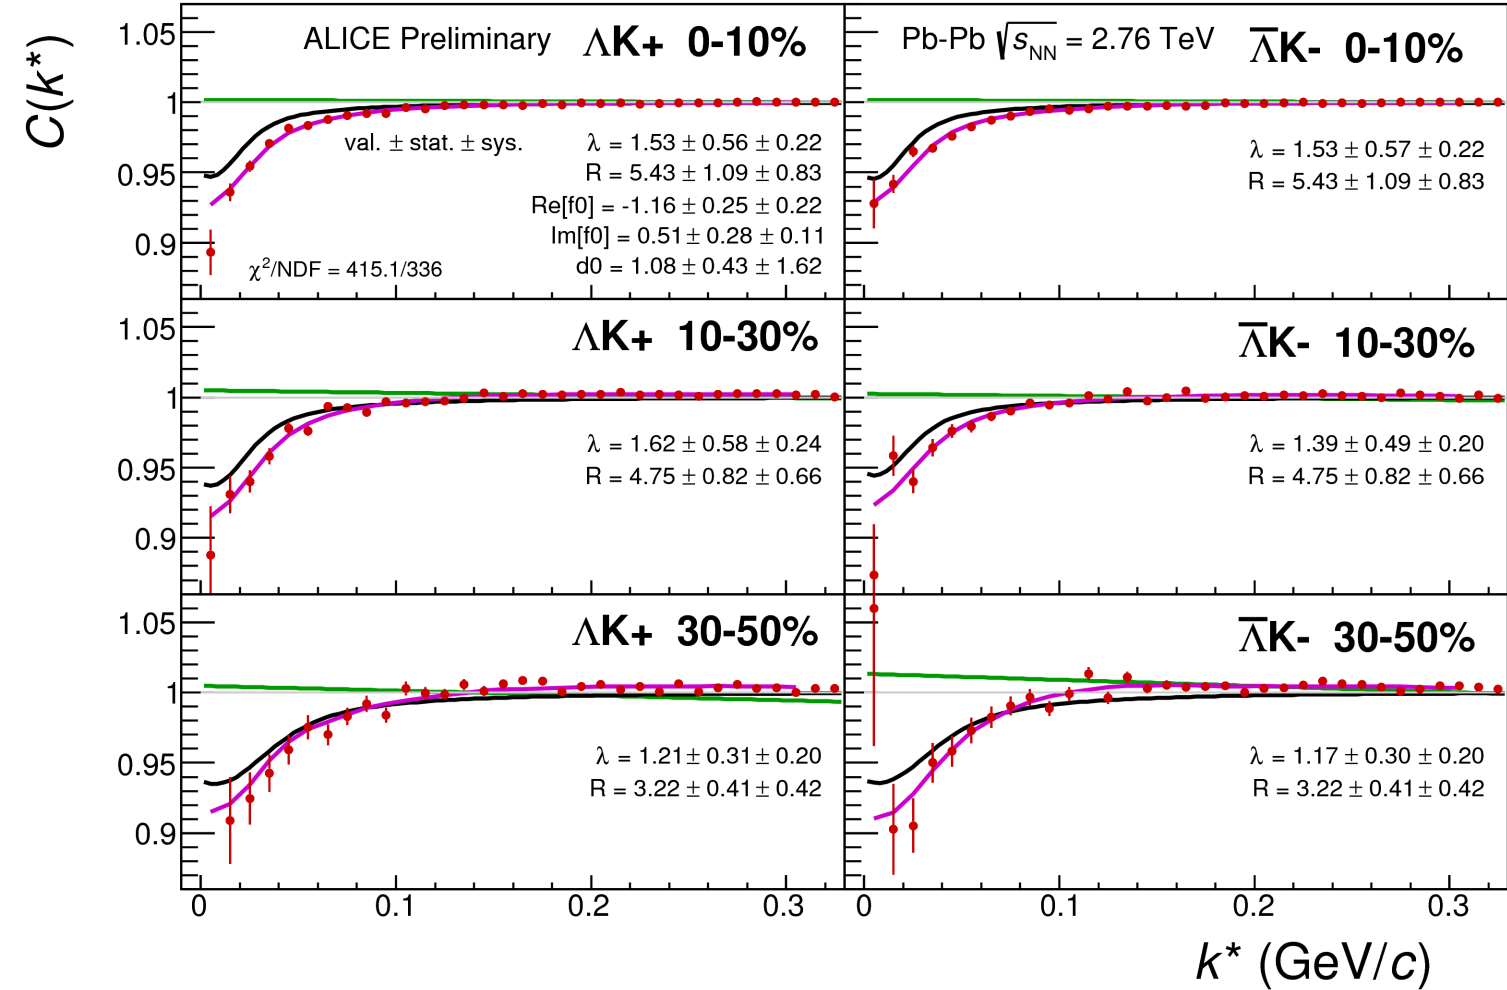 C(k*)
1.05
1
0.95
0.9
ALICE Preliminary ΛK+ 0-10%
val. ± stat. ± sys.
λ = 1.53 ± 0.56 ± 0.22
R = 5.43 ± 1.09 ± 0.83
Re[f0] = -1.16 ± 0.25 ± 0.22
Im[f0] = 0.51 ± 0.28 ± 0.11
d0 = 1.08 ± 0.43 ± 1.62
χ²/NDF = 415.1/336
Pb-Pb √s_NN = 2.76 TeV Λ̅K- 0-10%
λ = 1.53 ± 0.57 ± 0.22
R = 5.43 ± 1.09 ± 0.83
1.05
1
0.95
0.9
ΛK+ 10-30%
λ = 1.62 ± 0.58 ± 0.24
R = 4.75 ± 0.82 ± 0.66
Λ̅K- 10-30%
λ = 1.39 ± 0.49 ± 0.20
R = 4.75 ± 0.82 ± 0.66
1.05
1
0.95
0.9
ΛK+ 30-50%
λ = 1.21 ± 0.31 ± 0.20
R = 3.22 ± 0.41 ± 0.42
Λ̅K- 30-50%
λ = 1.17 ± 0.30 ± 0.20
R = 3.22 ± 0.41 ± 0.42
0 0.1 0.2 0.3
0 0.1 0.2 0.3
k* (GeV/c)